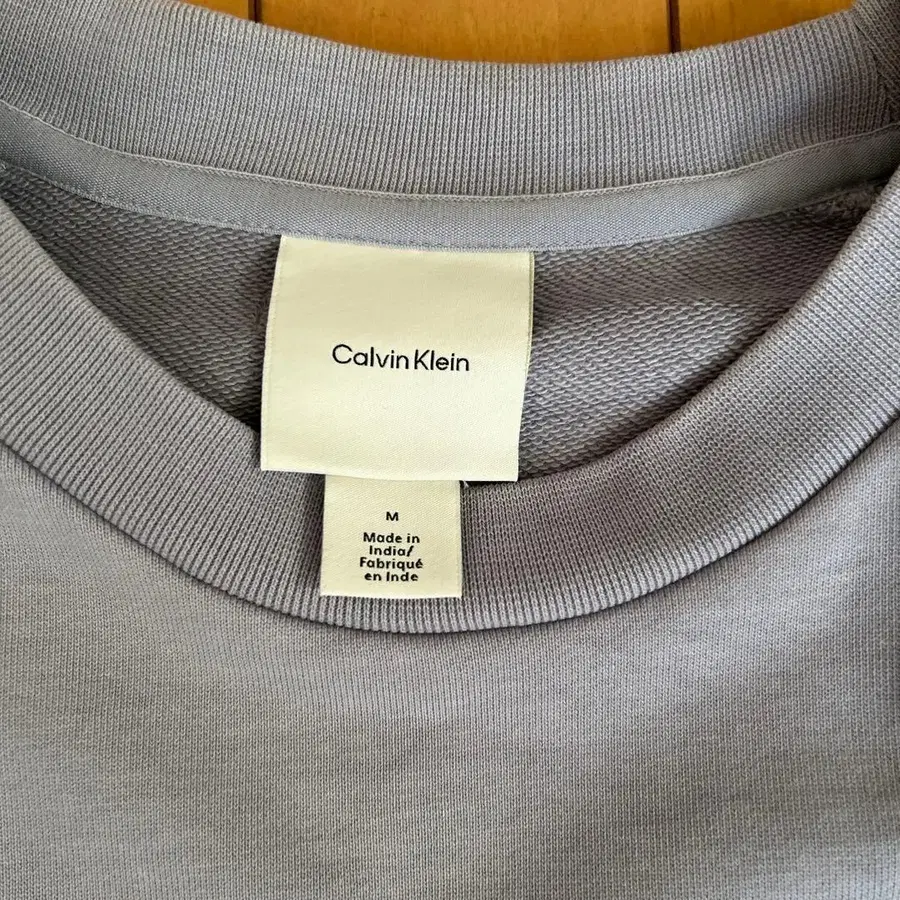 Calvin Klein
M
Made in
India/
Fabriqué
en Inde